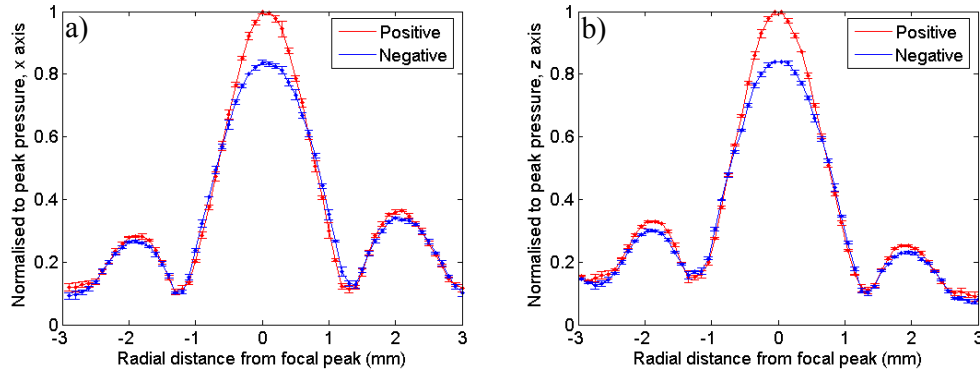 a)
Normalised to peak pressure, x axis
1
0.8
0.6
0.4
0.2
0
-3
-2
-1
0
1
2
3
Radial distance from focal peak (mm)
Positive
Negative
b)
Normalised to peak pressure, z axis
1
0.8
0.6
0.4
0.2
0
-3
-2
-1
0
1
2
3
Radial distance from focal peak (mm)
Positive
Negative